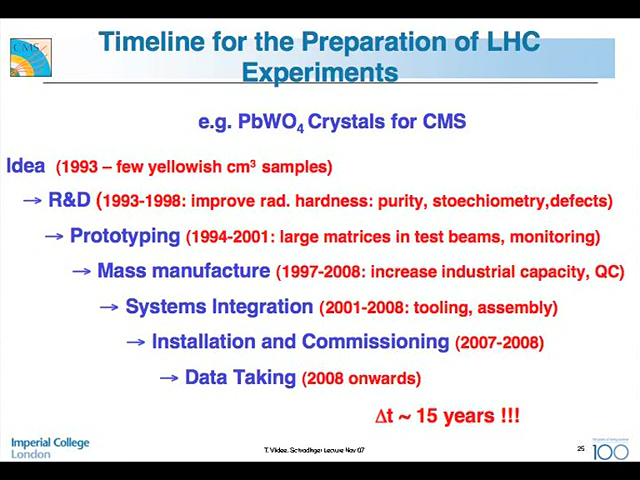 CMS
Timeline for the Preparation of LHC
Experiments
e.g. PbWO4 Crystals for CMS
Idea (1993 – few yellowish cm³ samples)
→ R&D (1993-1998: improve rad. hardness: purity, stoechiometry,defects)
→ Prototyping (1994-2001: large matrices in test beams, monitoring)
→ Mass manufacture (1997-2008: increase industrial capacity, QC)
→ Systems Integration (2001-2008: tooling, assembly)
→ Installation and Commissioning (2007-2008)
→ Data Taking (2008 onwards)
Δt ~ 15 years !!!
Imperial College
London
Lecture Nov 07
25
100